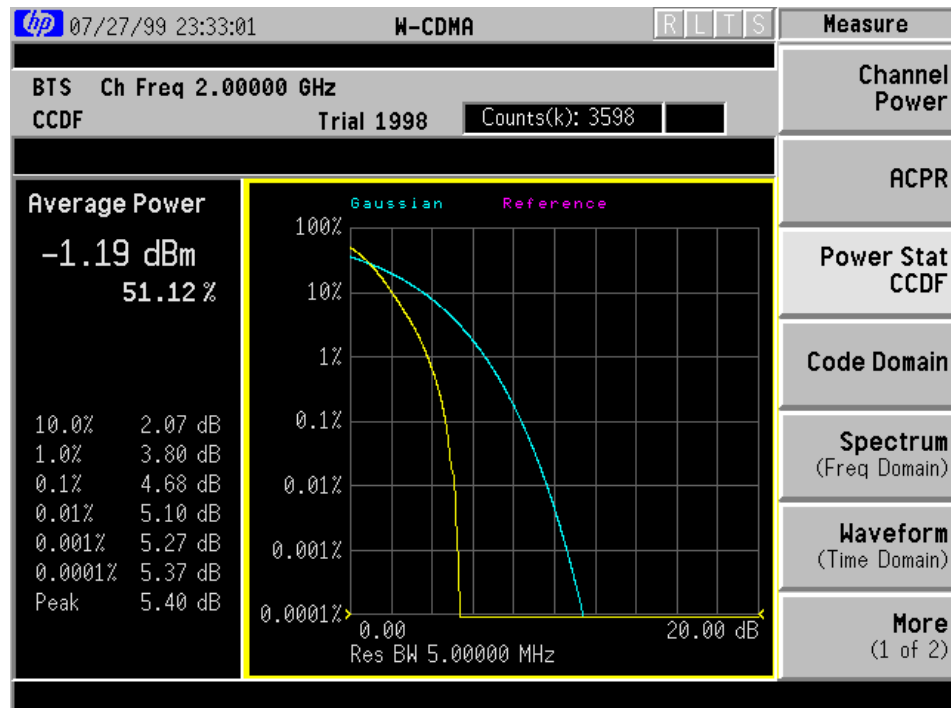 hp 07/27/99 23:33:01 W-CDMA R L T S Measure
BTS Ch Freq 2.00000 GHz
CCDF Trial 1998 Counts(k): 3598
Average Power
-1.19 dBm
51.12 %
10.0% 2.07 dB
1.0% 3.80 dB
0.1% 4.68 dB
0.01% 5.10 dB
0.001% 5.27 dB
0.0001% 5.37 dB
Peak 5.40 dB
Gaussian Reference
100%
10%
1%
0.1%
0.01%
0.001%
0.0001%
0.00 20.00 dB
Res BW 5.00000 MHz
Channel
Power
ACPR
Power Stat
CCDF
Code Domain
Spectrum
(Freq Domain)
Waveform
(Time Domain)
More
(1 of 2)